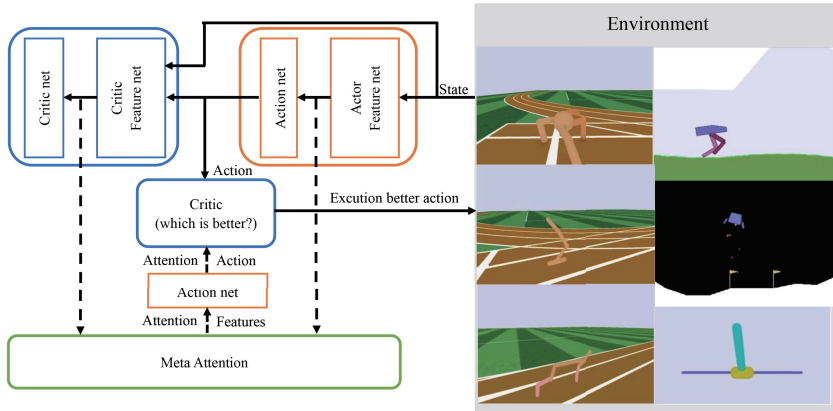 Environment
Critic net
Critic
Feature net
Action net
Actor
Feature net
State
Action
Critic
(which is better?)
Excution better action
Attention Action
Action net
Attention Features
Meta Attention